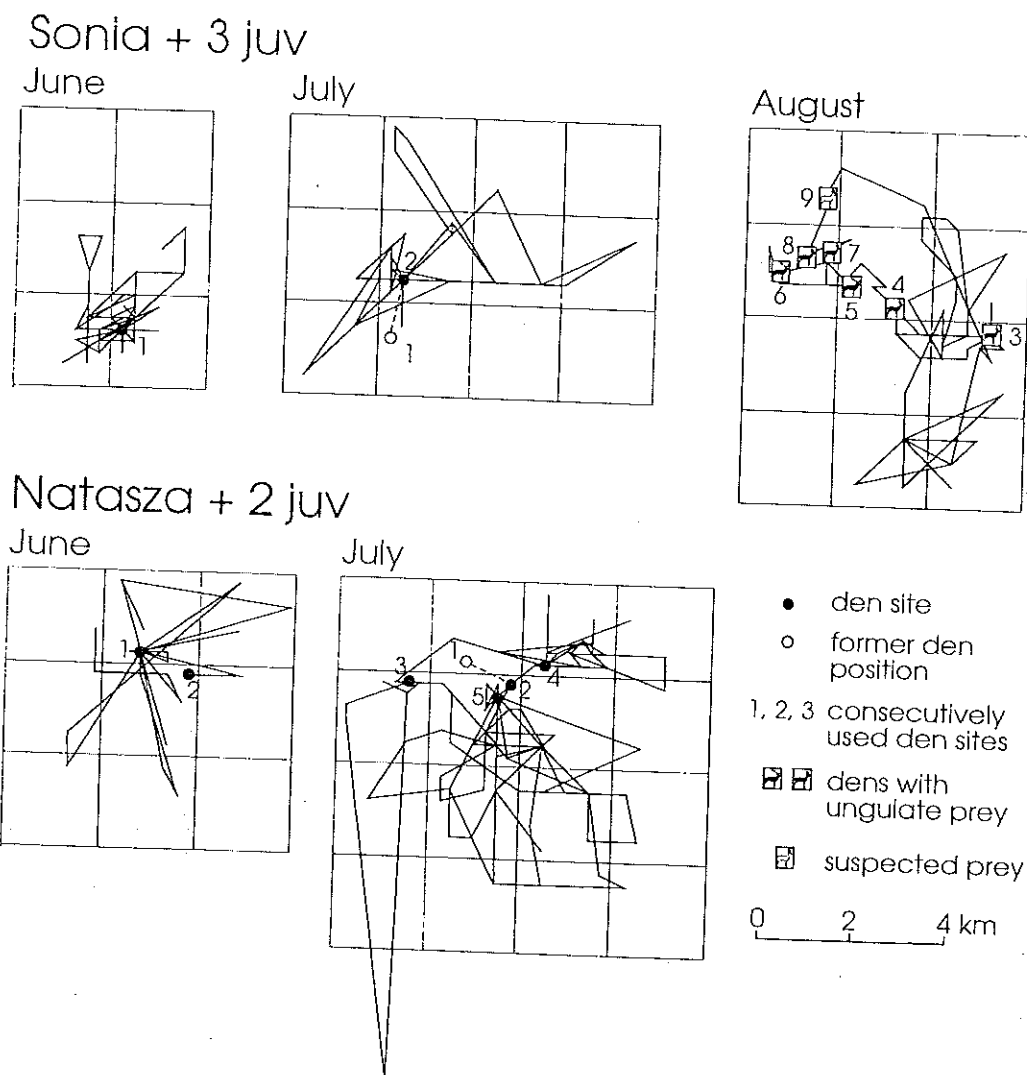 Sonia + 3 juv
June
July
August
1
2
1
9
8
7
6
5
4
3
Natasza + 2 juv
June
July
1
2
3
1
2
4
5
den site
former den
position
1, 2, 3 consecutively
used den sites
dens with
ungulate prey
suspected prey
0 2 4 km